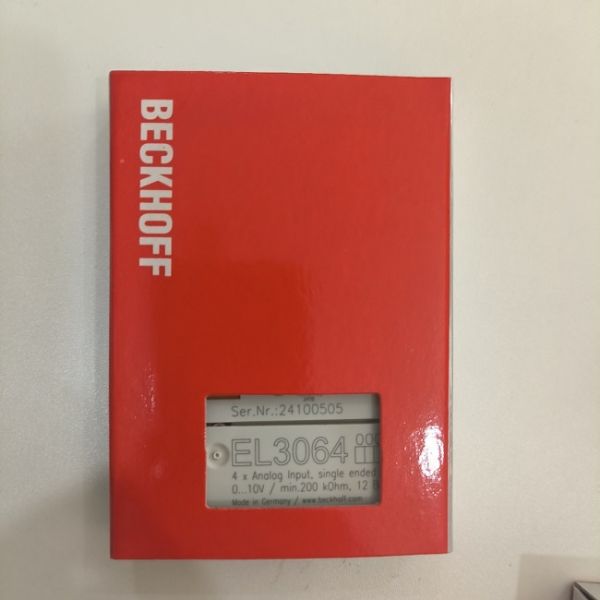 BECKHOFF
Ser.Nr.:24100505
EL3064
4 x Analog Input, single ended
0...10V / min.200 kOhm, 12
Made in Germany / www.beckhoff.com